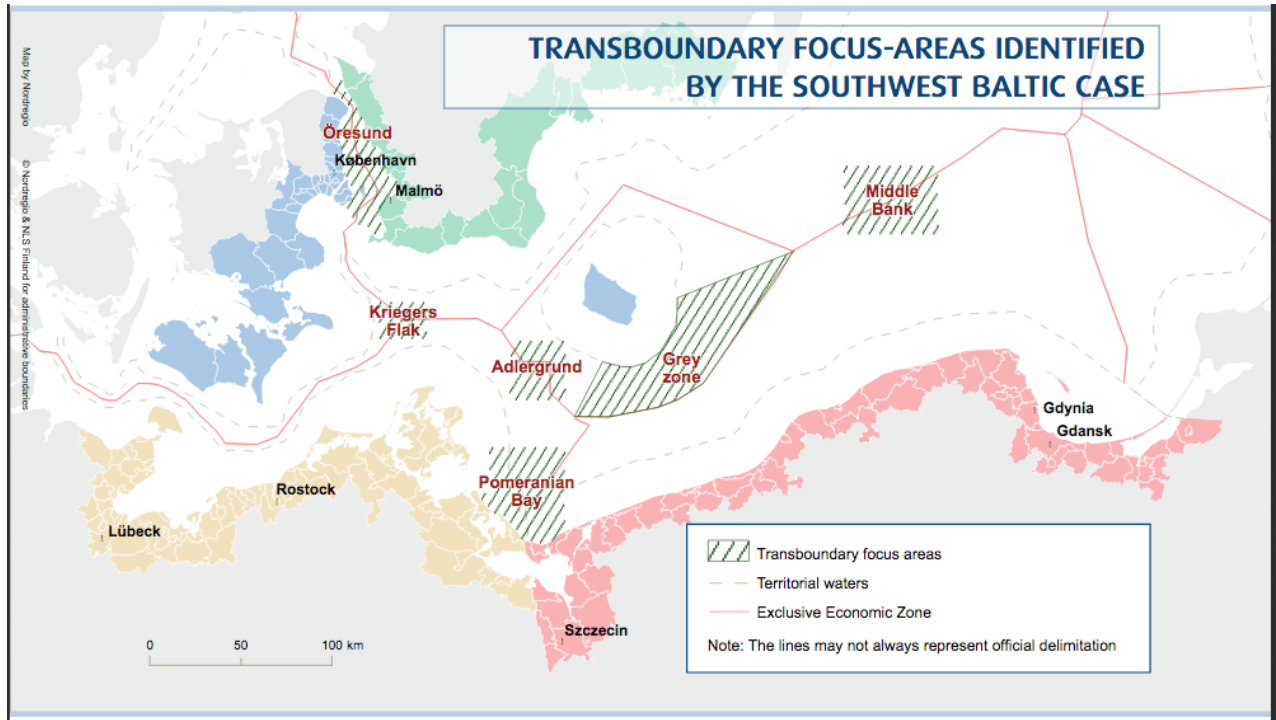 TRANSBOUNDARY FOCUS-AREAS IDENTIFIED
BY THE SOUTHWEST BALTIC CASE
Map by Nordregio
© Nordregio & NLS Finland for administrative boundaries
Öresund
København
Malmö
Middle
Bank
Kriegers
Flak
Adlergrund
Grey
zone
Gdynia
Gdansk
Pomeranian
Bay
Rostock
Lübeck
Szczecin
Transboundary focus areas
Territorial waters
Exclusive Economic Zone
Note: The lines may not always represent official delimitation
0 50 100 km